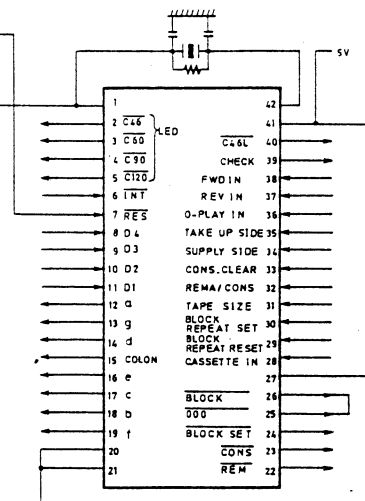 5V
1 42
2 C46 41
LED
3 C60 C46L 40
4 C90 CHECK 39
5 C120 FWD IN 38
6 INT REV IN 37
7 RES O-PLAY IN 36
8 D4 TAKE UP SIDE 35
9 D3 SUPPLY SIDE 34
10 D2 CONS.CLEAR 33
11 D1 REMA/CONS 32
12 a TAPE SIZE 31
13 g BLOCK REPEAT SET 30
14 d BLOCK REPEAT RESET 29
15 COLON CASSETTE IN 28
16 e 27
17 c BLOCK 26
18 b 000 25
19 f BLOCK SET 24
20 CONS 23
21 REM 22